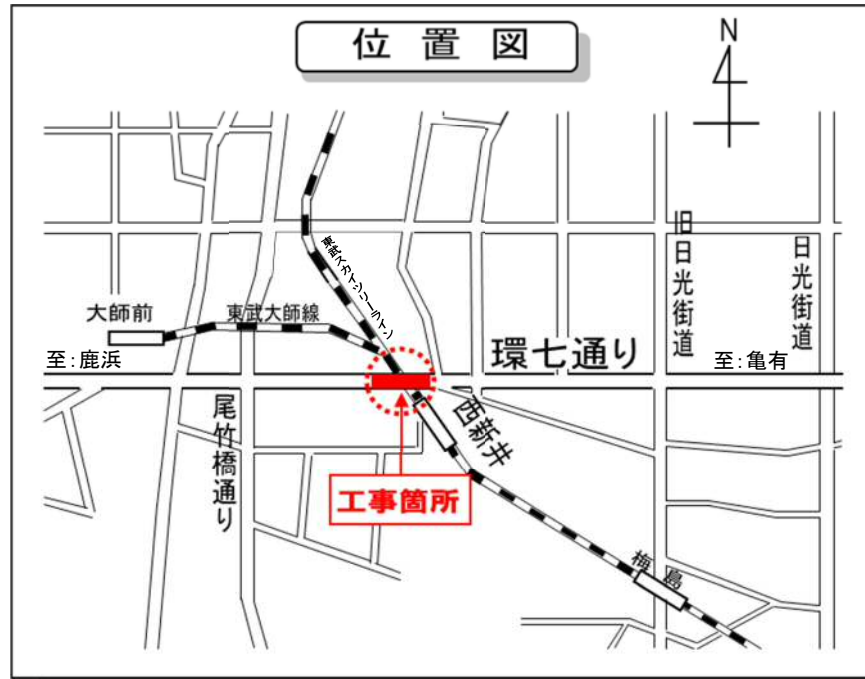 位置図
N
東武スカイツリーライン
旧日光街道
日光街道
大師前
東武大師線
環七通り
至:鹿浜
至:亀有
尾竹橋通り
西新井
工事箇所
梅島